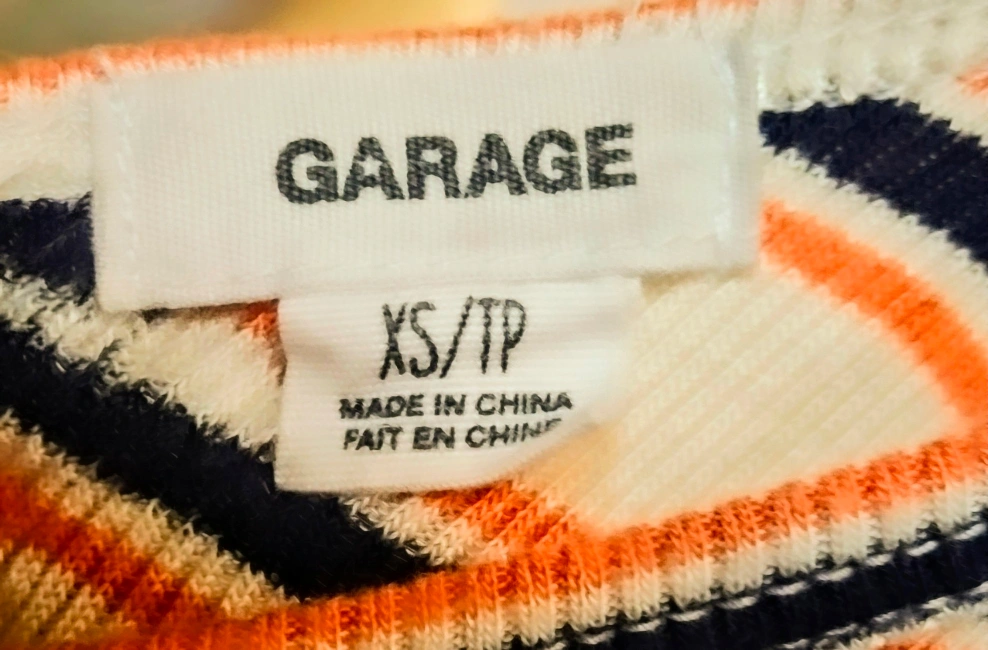 GARAGE
XS/TP
MADE IN CHINA
FAIT EN CHINE